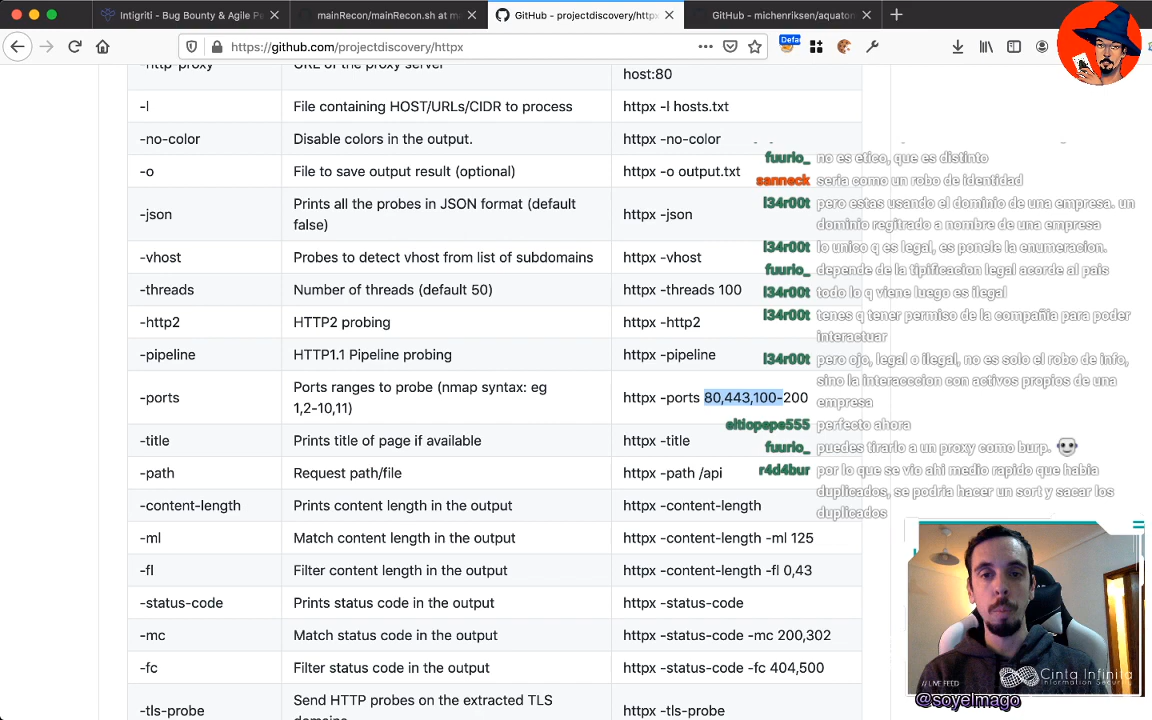 Intigriti - Bug Bounty & Agile Pe
mainRecon/mainRecon.sh at ma
GitHub - projectdiscovery/httpx
GitHub - michenriksen/aquaton
https://github.com/projectdiscovery/httpx
Defa
-http-proxy URL of the proxy server
host:80
-l File containing HOST/URLs/CIDR to process httpx -l hosts.txt
-no-color Disable colors in the output. httpx -no-color
-o File to save output result (optional) httpx -o output.txt
-json Prints all the probes in JSON format (default false) httpx -json
-vhost Probes to detect vhost from list of subdomains httpx -vhost
-threads Number of threads (default 50) httpx -threads 100
-http2 HTTP2 probing httpx -http2
-pipeline HTTP1.1 Pipeline probing httpx -pipeline
-ports Ports ranges to probe (nmap syntax: eg 1,2-10,11) httpx -ports 80,443,100-200
-title Prints title of page if available httpx -title
-path Request path/file httpx -path /api
-content-length Prints content length in the output httpx -content-length
-ml Match content length in the output httpx -content-length -ml 125
-fl Filter content length in the output httpx -content-length -fl 0,43
-status-code Prints status code in the output httpx -status-code
-mc Match status code in the output httpx -status-code -mc 200,302
-fc Filter status code in the output httpx -status-code -fc 404,500
-tls-probe Send HTTP probes on the extracted TLS httpx -tls-probe
fuurio_ no es etico, que es distinto
sanneck seria como un robo de identidad
l34r00t pero estas usando el dominio de una empresa. un
dominio regitrado a nombre de una empresa
l34r00t lo unico q es legal, es ponele la enumeracion.
fuurio_ depende de la tipificacion legal acorde al pais
l34r00t todo lo q viene luego es ilegal
l34r00t tenes q tener permiso de la compañia para poder
interactuar
l34r00t pero ojo, legal o ilegal, no es solo el robo de info,
sino la interacccion con activos propios de una
empresa
eltiopepe555 perfecto ahora
fuurio_ puedes tirarlo a un proxy como burp.
r4d4bur por lo que se vio ahi medio rapido que habia
duplicados, se podria hacer un sort y sacar los
duplicados
// LIVE FEED
Cinta Infinita
Information Security
@soyelmago